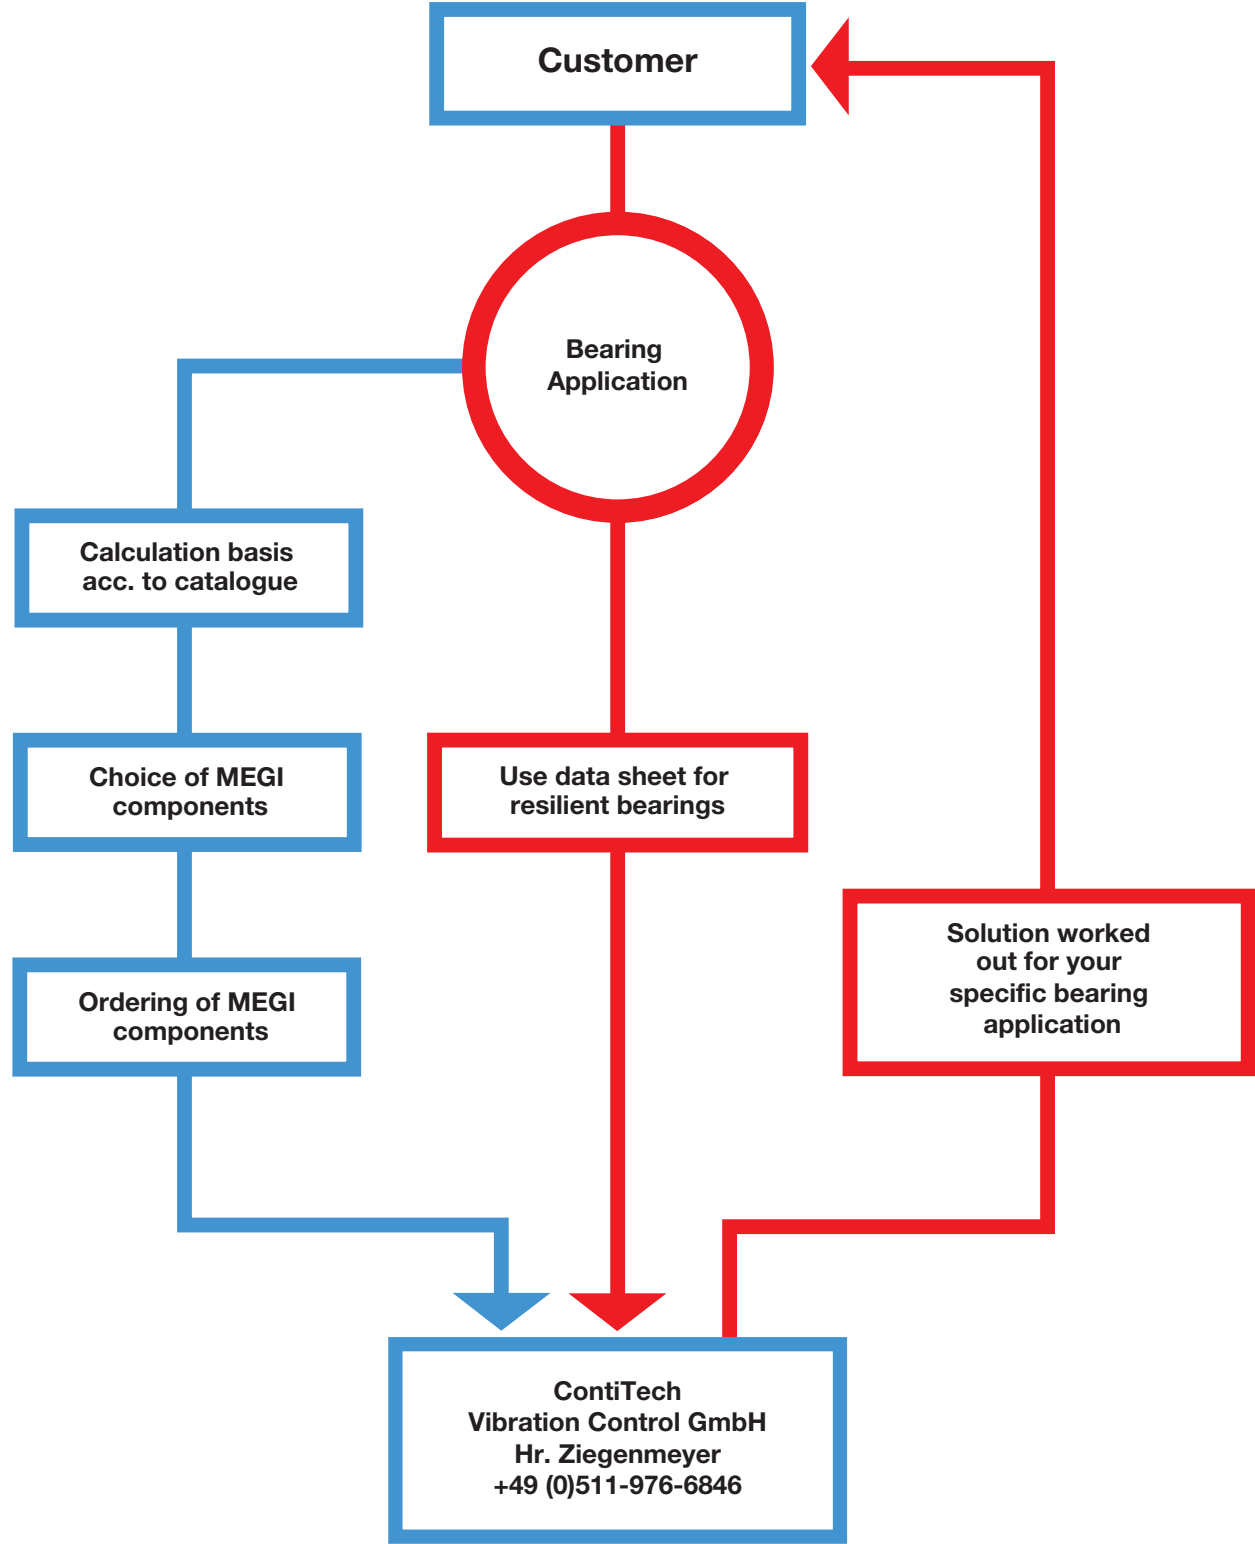 Customer
Bearing
Application
Calculation basis
acc. to catalogue
Choice of MEGI
components
Use data sheet for
resilient bearings
Ordering of MEGI
components
Solution worked
out for your
specific bearing
application
ContiTech
Vibration Control GmbH
Hr. Ziegenmeyer
+49 (0)511-976-6846